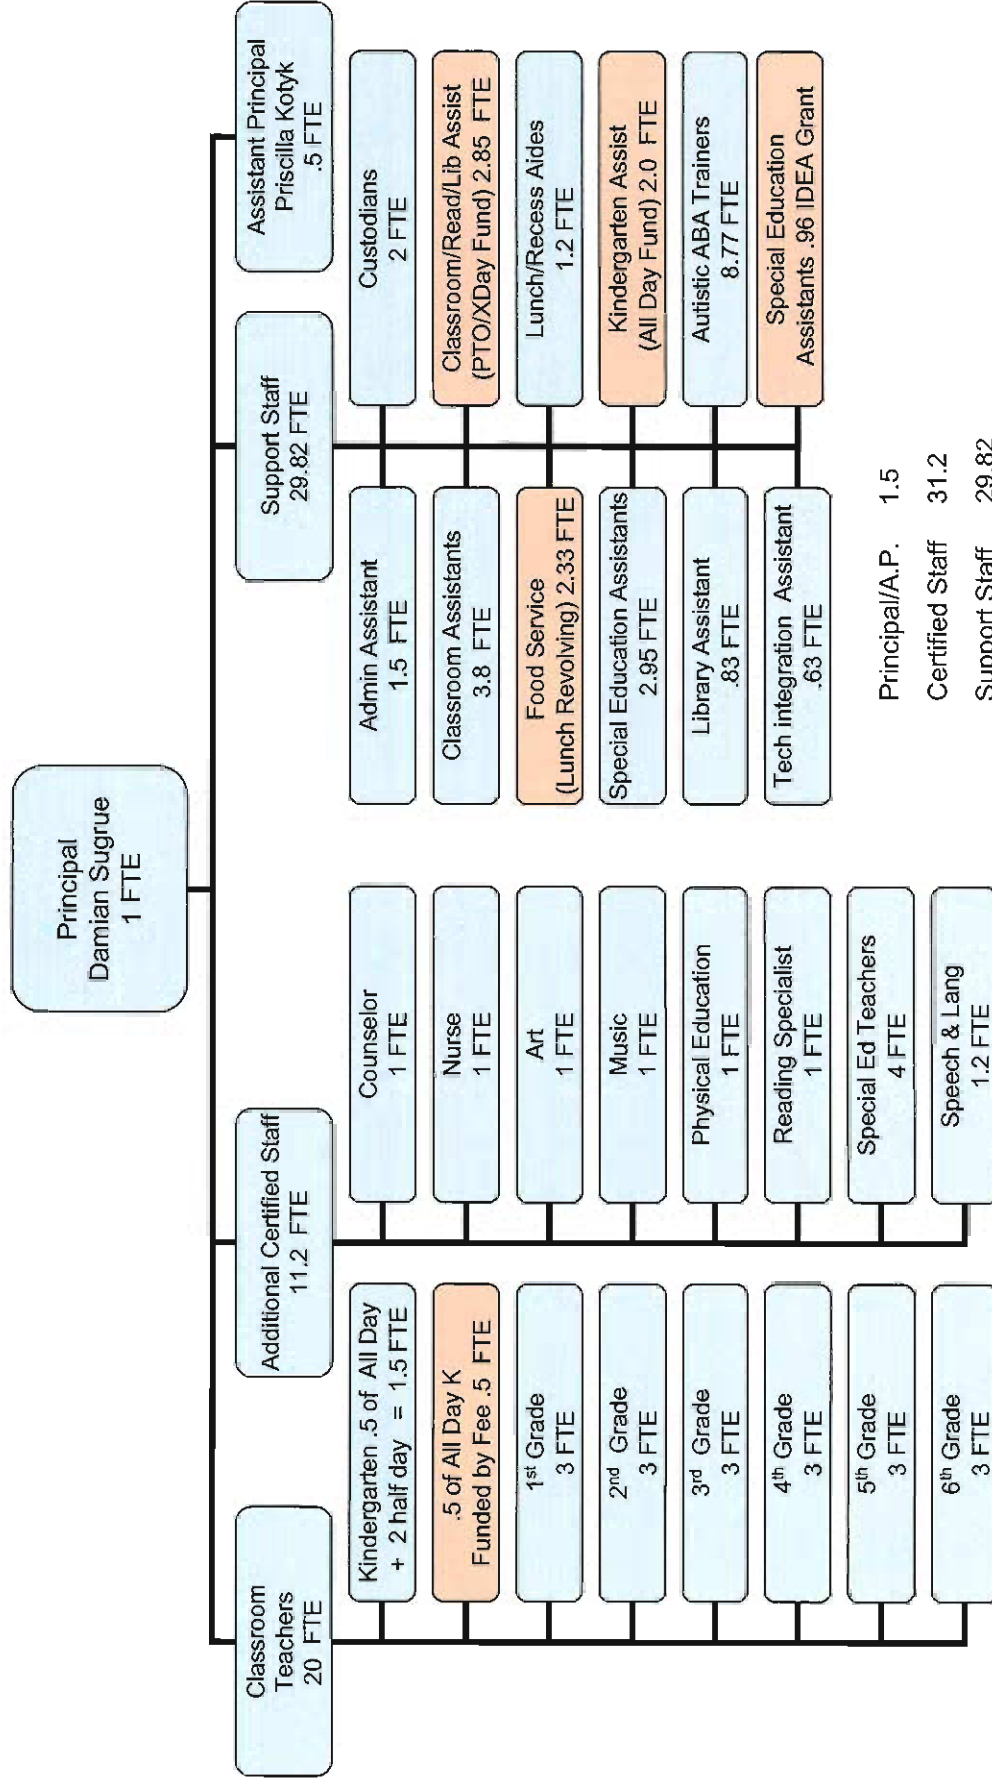 Principal
Damian Sugrue
1 FTE
Classroom
Teachers
20 FTE
Additional Certified Staff
11.2 FTE
Support Staff
29.82 FTE
Assistant Principal
Priscilla Kotyk
.5 FTE
Kindergarten .5 of All Day
+ 2 half day = 1.5 FTE
.5 of All Day K
Funded by Fee .5 FTE
1st Grade
3 FTE
2nd Grade
3 FTE
3rd Grade
3 FTE
4th Grade
3 FTE
5th Grade
3 FTE
6th Grade
3 FTE
Counselor
1 FTE
Nurse
1 FTE
Art
1 FTE
Music
1 FTE
Physical Education
1 FTE
Reading Specialist
1 FTE
Special Ed Teachers
4 FTE
Speech & Lang
1.2 FTE
Admin Assistant
1.5 FTE
Classroom Assistants
3.8 FTE
Food Service
(Lunch Revolving) 2.33 FTE
Special Education Assistants
2.95 FTE
Library Assistant
.83 FTE
Tech integration Assistant
.63 FTE
Custodians
2 FTE
Classroom/Read/Lib Assist
(PTO/XDay Fund) 2.85 FTE
Lunch/Recess Aides
1.2 FTE
Kindergarten Assist
(All Day Fund) 2.0 FTE
Autistic ABA Trainers
8.77 FTE
Special Education
Assistants .96 IDEA Grant
Principal/A.P. 1.5
Certified Staff 31.2
Support Staff 29.82